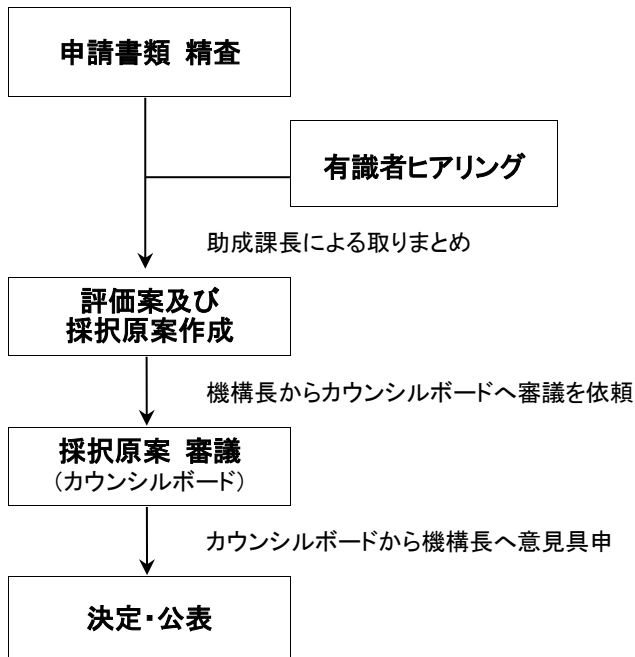 申請書類 精査
有識者ヒアリング
助成課長による取りまとめ
評価案及び
採択原案作成
機構長からカウンシルボードへ審議を依頼
採択原案 審議
（カウンシルボード）
カウンシルボードから機構長へ意見具申
決定・公表